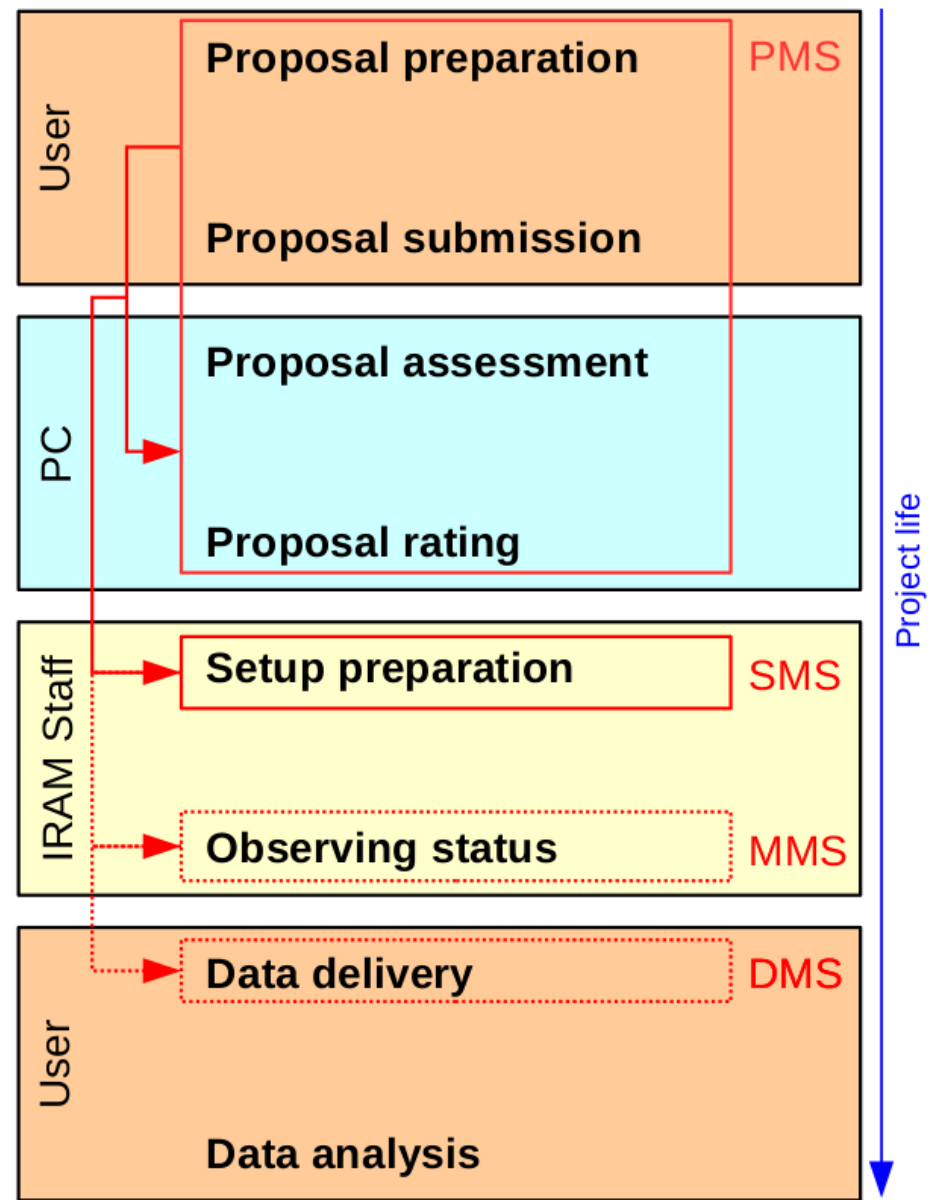 User
Proposal preparation
PMS
Proposal submission
PC
Proposal assessment
Proposal rating
Project life
IRAM Staff
Setup preparation
SMS
Observing status
MMS
User
Data delivery
DMS
Data analysis